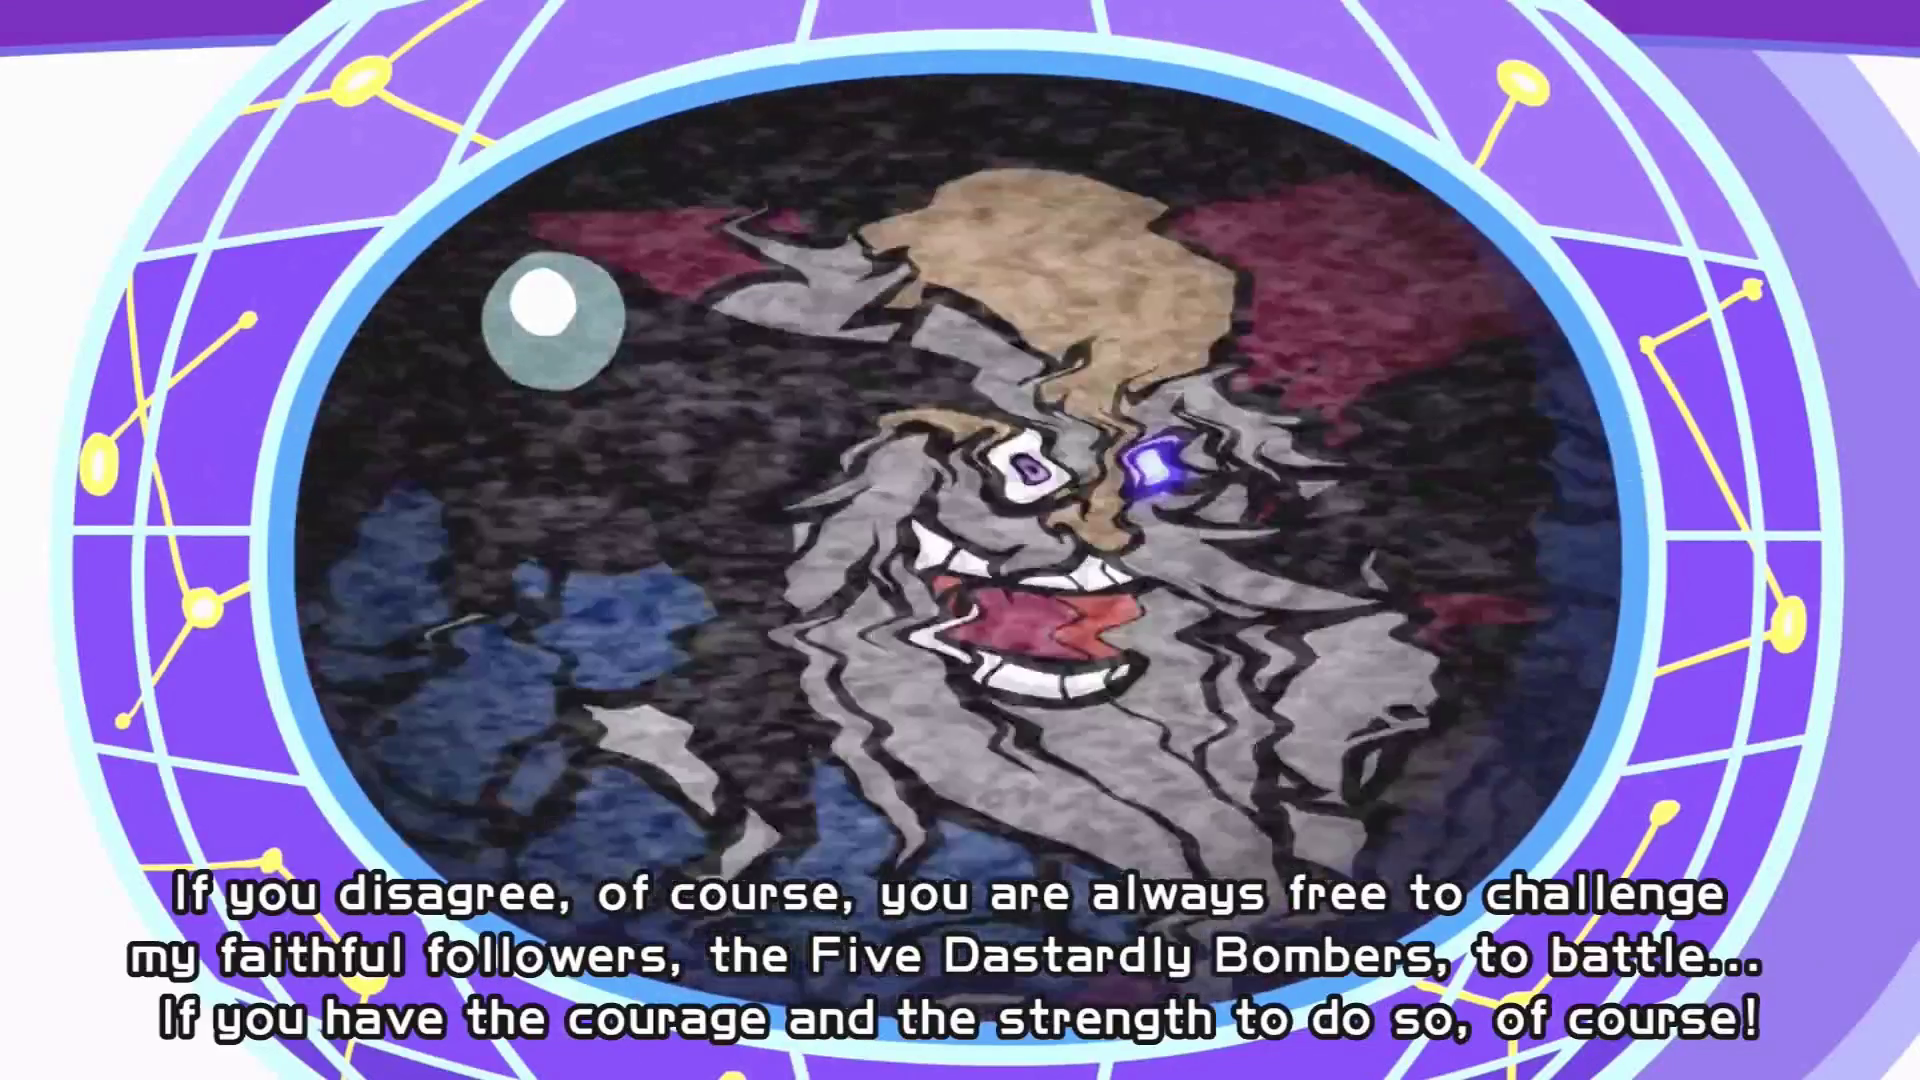 If you disagree, of course, you are always free to challenge
my faithful followers, the Five Dastardly Bombers, to battle...
If you have the courage and the strength to do so, of course!